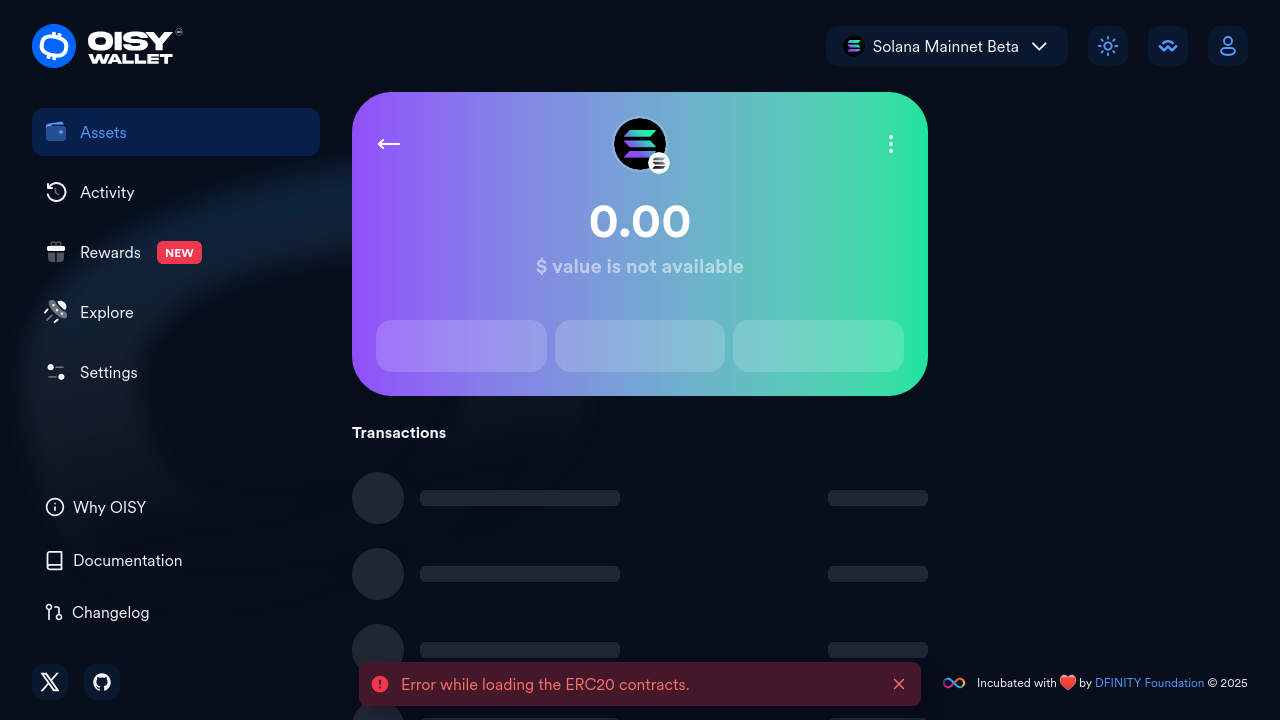 OISY
WALLET
Solana Mainnet Beta
Assets
Activity
Rewards NEW
Explore
Settings
0.00
$ value is not available
Transactions
Why OISY
Documentation
Changelog
Error while loading the ERC20 contracts.
Incubated with ❤️ by DFINITY Foundation © 2025